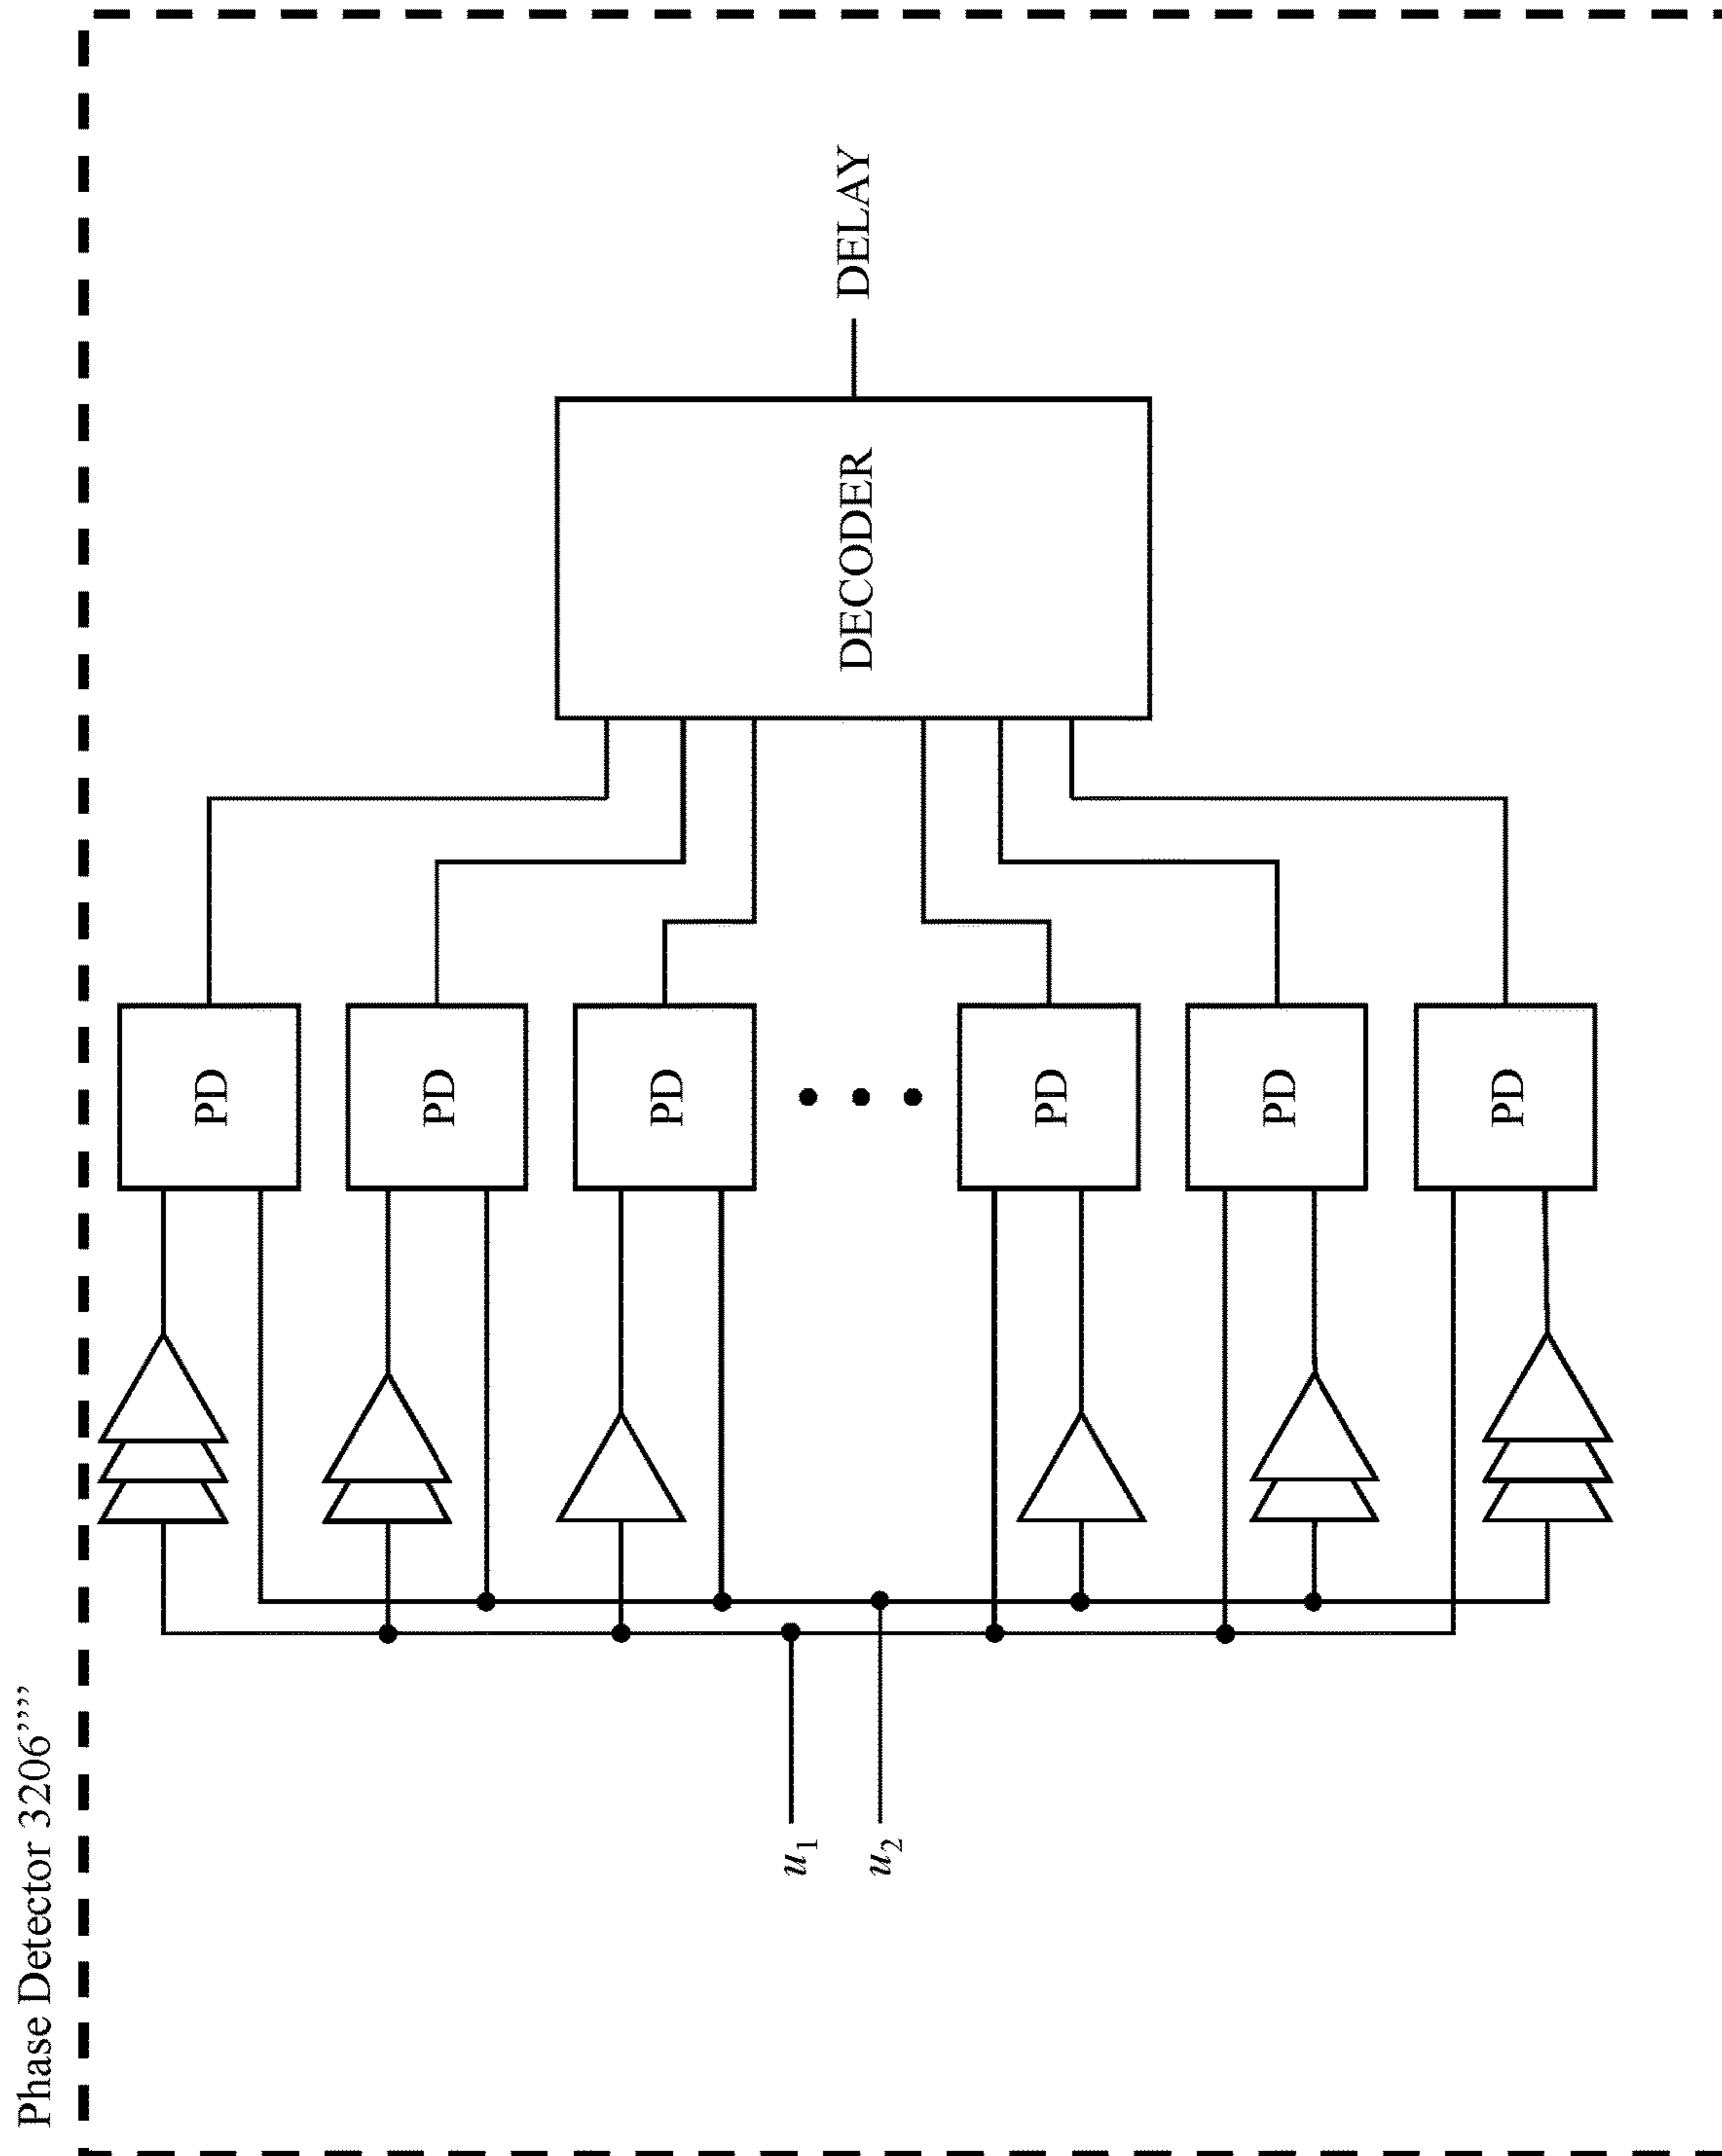 Phase Detector 3206''''
u1
u2
PD
PD
PD
PD
PD
PD
DECODER
DELAY